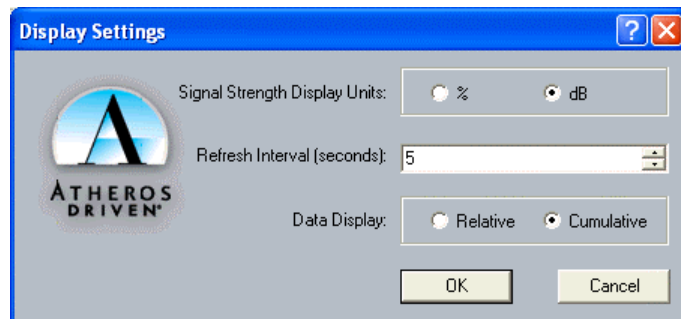 Display Settings
Signal Strength Display Units: % dB
Refresh Interval (seconds): 5
ATHEROS
DRIVEN®
Data Display: Relative Cumulative
OK Cancel